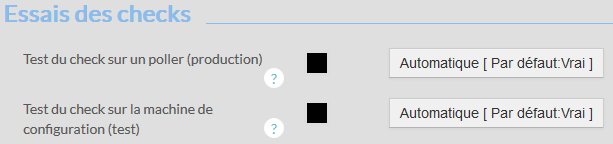 Essais des checks
Test du check sur un poller (production)
?
Automatique [ Par défaut:Vrai ]
Test du check sur la machine de
configuration (test)
?
Automatique [ Par défaut:Vrai ]